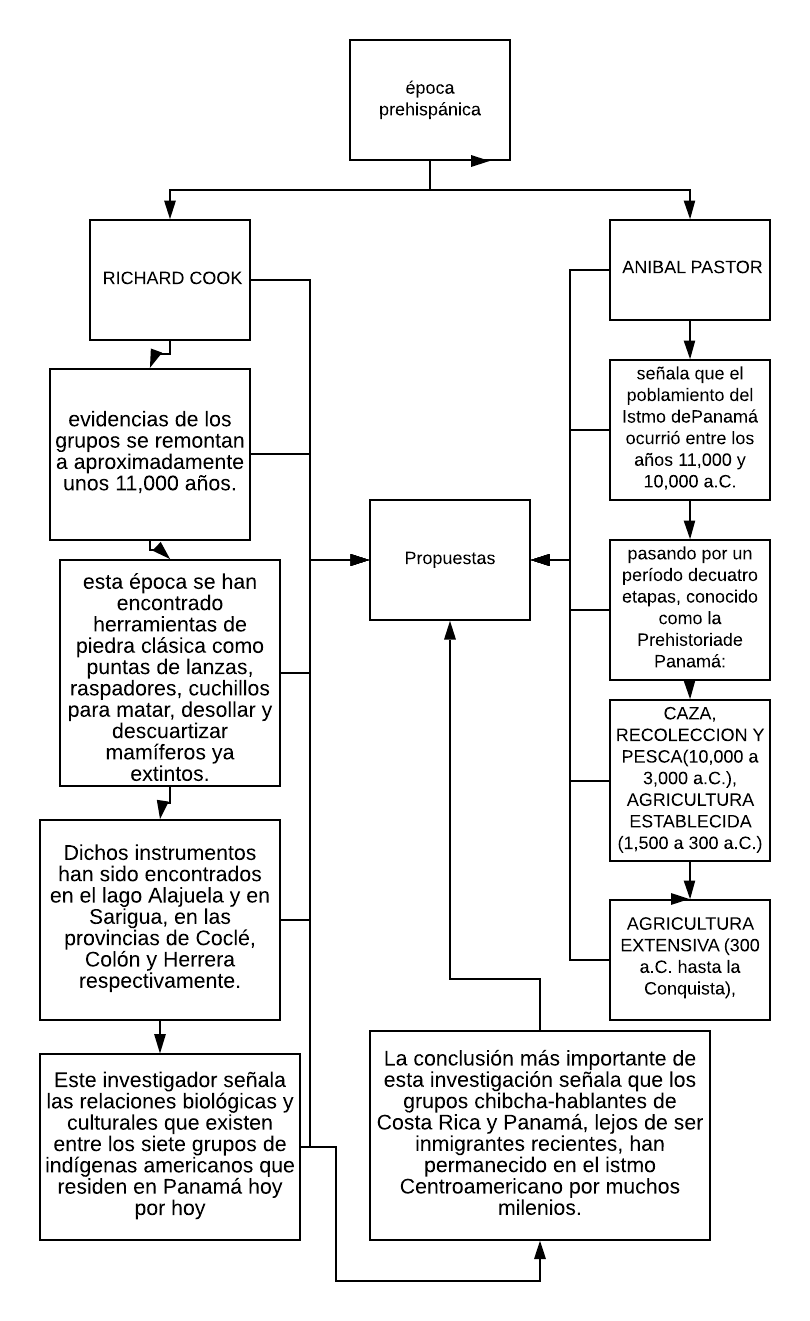 época
prehispánica
RICHARD COOK
evidencias de los
grupos se remontan
a aproximadamente
unos 11,000 años.
esta época se han
encontrado
herramientas de
piedra clásica como
puntas de lanzas,
raspadores, cuchillos
para matar, desollar y
descuartizar
mamíferos ya
extintos.
Dichos instrumentos
han sido encontrados
en el lago Alajuela y en
Sarigua, en las
provincias de Coclé,
Colón y Herrera
respectivamente.
Este investigador señala
las relaciones biológicas y
culturales que existen
entre los siete grupos de
indígenas americanos que
residen en Panamá hoy
por hoy
Propuestas
La conclusión más importante de
esta investigación señala que los
grupos chibcha-hablantes de
Costa Rica y Panamá, lejos de ser
inmigrantes recientes, han
permanecido en el istmo
Centroamericano por muchos
milenios.
ANIBAL PASTOR
señala que el
poblamiento del
Istmo dePanamá
ocurrió entre los
años 11,000 y
10,000 a.C.
pasando por un
período decuatro
etapas, conocido
como la
Prehistoriade
Panamá:
CAZA,
RECOLECCION Y
PESCA(10,000 a
3,000 a.C.),
AGRICULTURA
ESTABLECIDA
(1,500 a 300 a.C.)
AGRICULTURA
EXTENSIVA (300
a.C. hasta la
Conquista),